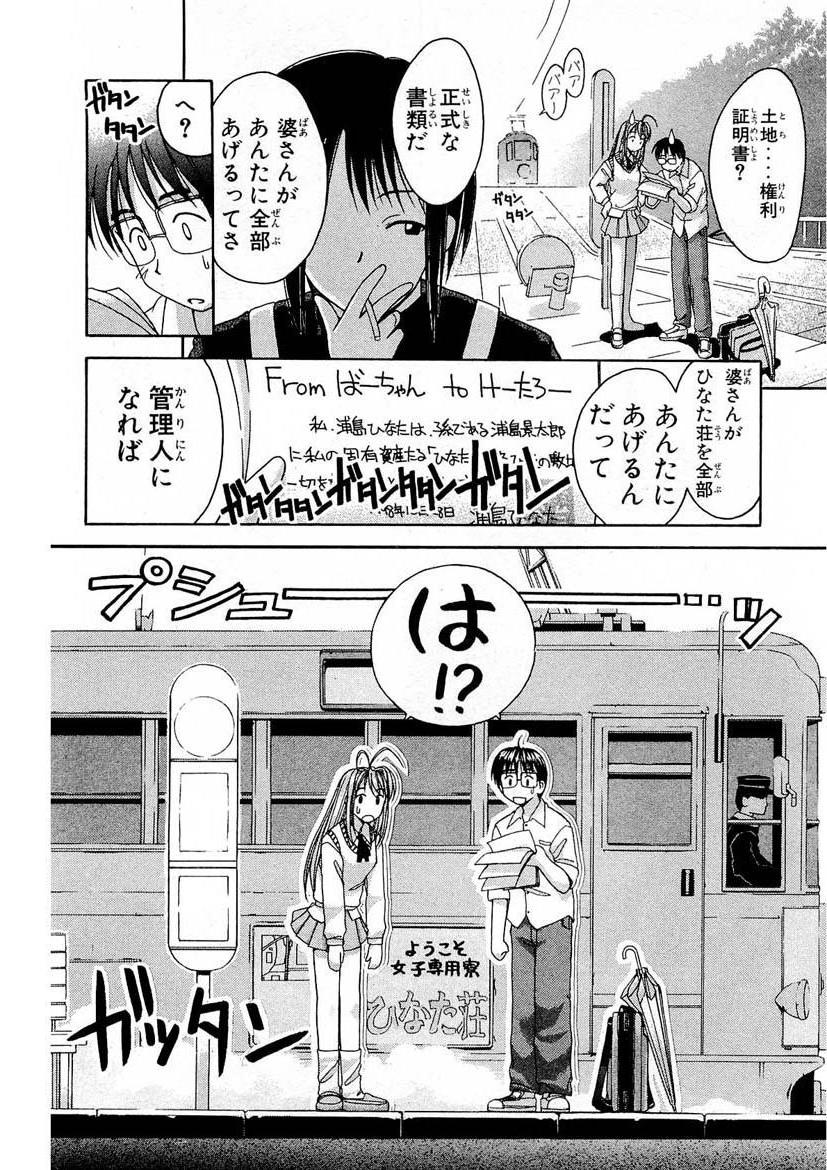 土地‥‥権利
証明書？
バァ
バァー
ガタン
タタン
正式な
書類だ
婆さんが
あんたに全部
あげるってさ
へ？
ガタン
タタン
婆さんが
ひなた荘を全部
あんたに
あげるん
だって
From ばーちゃん to けーたろー
私、浦島ひなたは、孫である浦島景太郎
に私の固有資産たる「ひなた
の敷地
一切を
浦島ひなた
ガタンタタンガタンタタンガタン
管理人に
なれば
プシューーー‥ッ
は!?
ようこそ
女子専用寮
ひなた荘
ガッタン